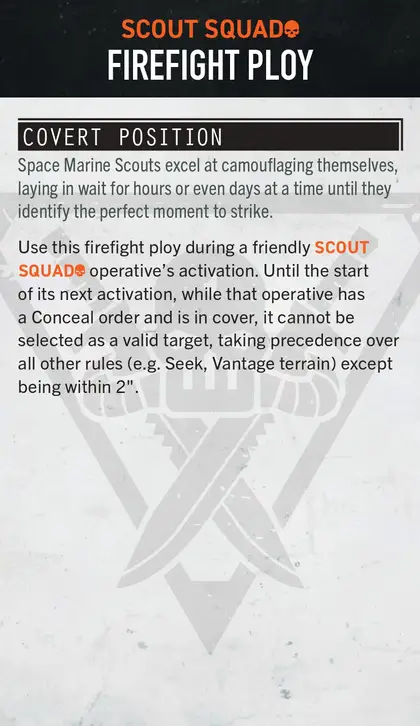 SCOUT SQUAD
FIREFIGHT PLOY
COVERT POSITION
Space Marine Scouts excel at camouflaging themselves,
laying in wait for hours or even days at a time until they
identify the perfect moment to strike.
Use this firefight ploy during a friendly SCOUT
SQUAD operative's activation. Until the start
of its next activation, while that operative has
a Conceal order and is in cover, it cannot be
selected as a valid target, taking precedence over
all other rules (e.g. Seek, Vantage terrain) except
being within 2".